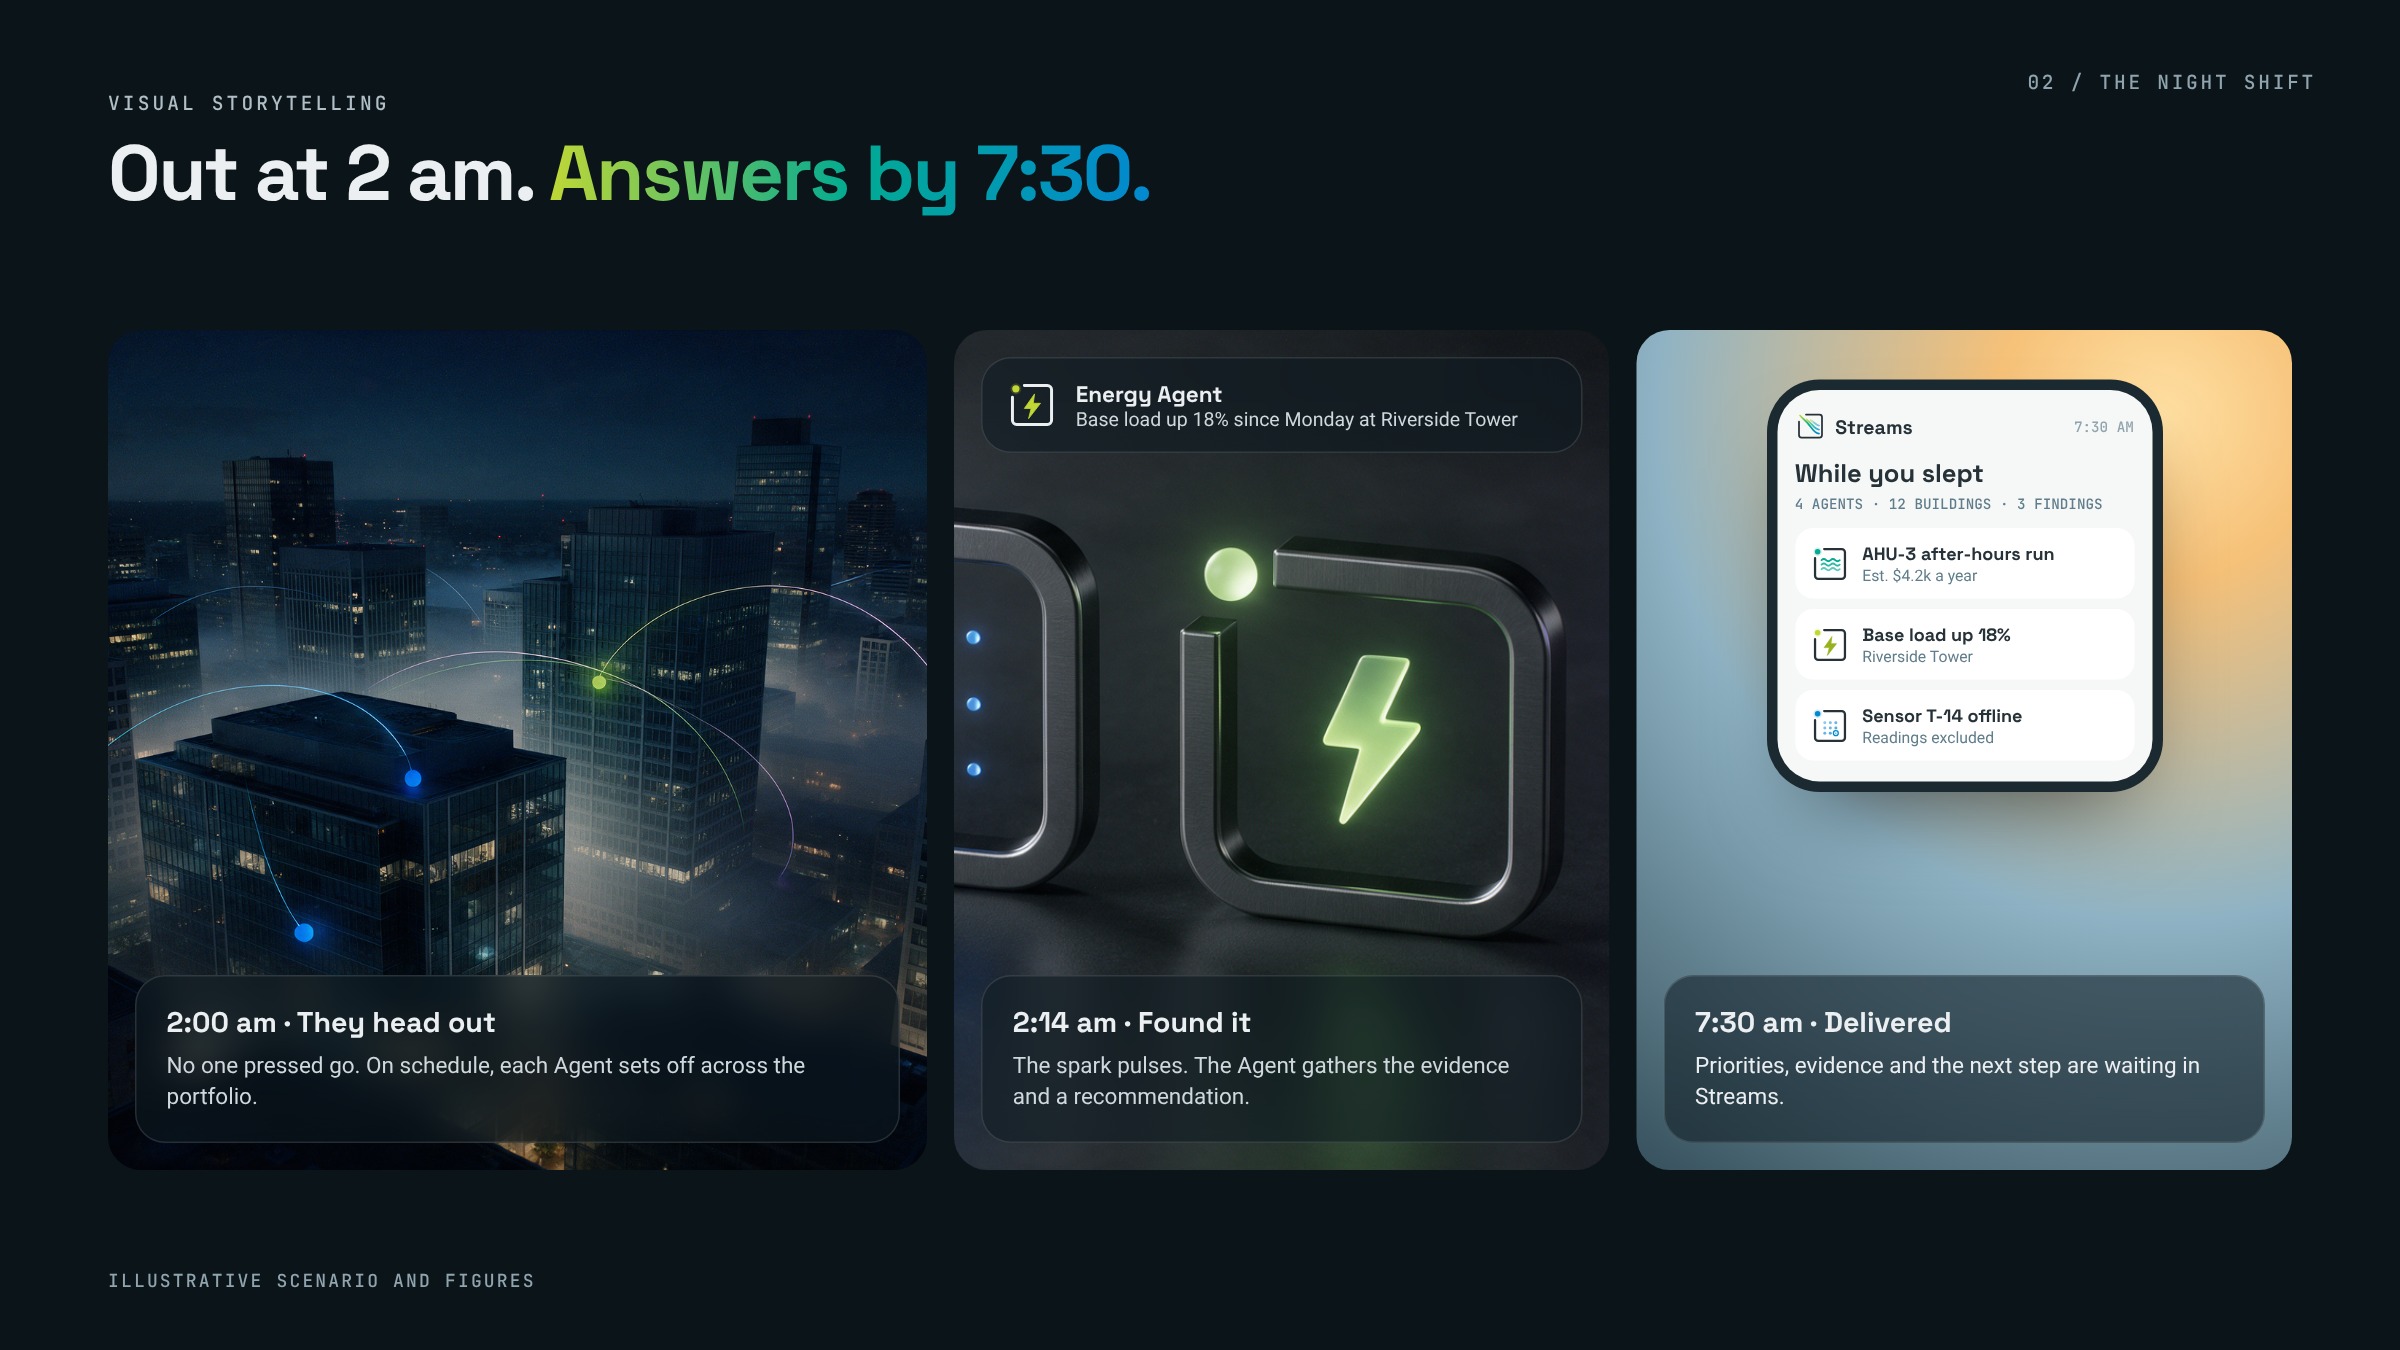 VISUAL STORYTELLING
02 / THE NIGHT SHIFT
Out at 2 am. Answers by 7:30.
2:00 am · They head out
No one pressed go. On schedule, each Agent sets off across the
portfolio.
Energy Agent
Base load up 18% since Monday at Riverside Tower
2:14 am · Found it
The spark pulses. The Agent gathers the evidence
and a recommendation.
Streams
7:30 AM
While you slept
4 AGENTS · 12 BUILDINGS · 3 FINDINGS
AHU-3 after-hours run
Est. $4.2k a year
Base load up 18%
Riverside Tower
Sensor T-14 offline
Readings excluded
7:30 am · Delivered
Priorities, evidence and the next step are waiting in
Streams.
ILLUSTRATIVE SCENARIO AND FIGURES